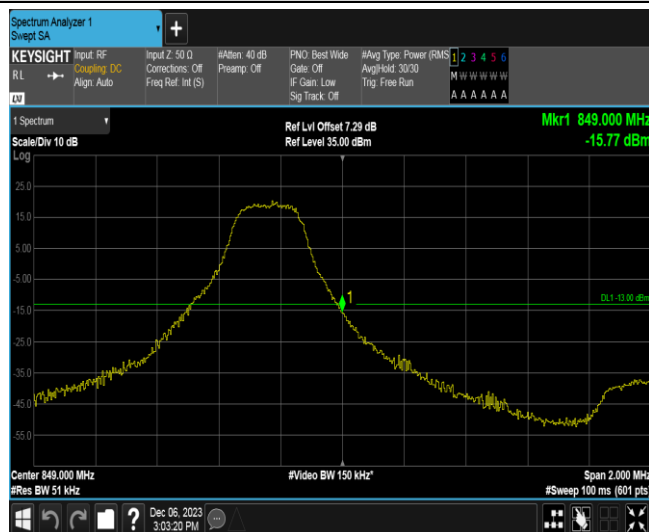 Spectrum Analyzer 1
Swept SA
KEYSIGHT
RL
LXI
Input: RF
Coupling: DC
Align: Auto
Input Z: 50 Ω
Corrections: Off
Freq Ref: Int (S)
#Atten: 40 dB
Preamp: Off
PNO: Best Wide
Gate: Off
IF Gain: Low
Sig Track: Off
#Avg Type: Power (RMS
Avg|Hold: 30/30
Trig: Free Run
1 2 3 4 5 6
M W W W W W
A A A A A A
1 Spectrum
Scale/Div 10 dB
Ref Lvl Offset 7.29 dB
Ref Level 35.00 dBm
Mkr1 849.000 MHz
-15.77 dBm
Log
25.0
15.0
5.00
-5.00
1
DL1 -13.00 dBm
-15.0
-25.0
-35.0
-45.0
-55.0
Center 849.000 MHz
#Video BW 150 kHz*
Span 2.000 MHz
#Res BW 51 kHz
#Sweep 100 ms (601 pts)
?
Dec 06, 2023
3:03:20 PM